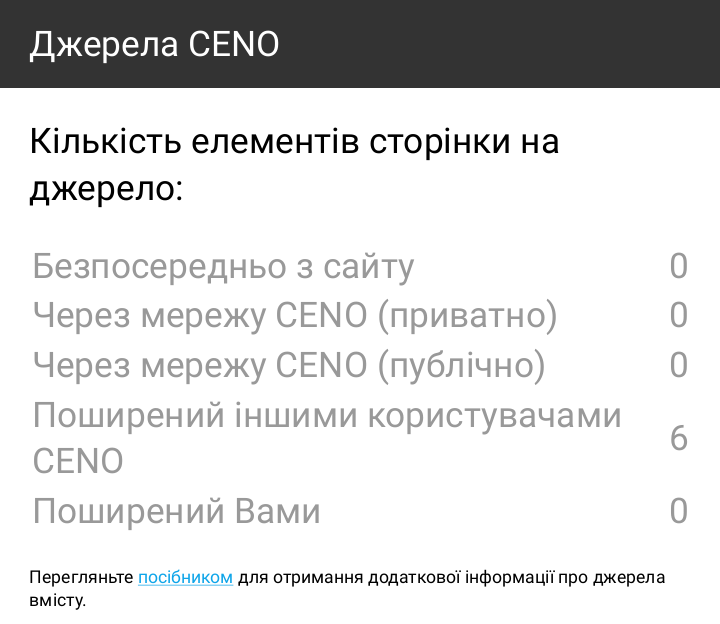 Джерела CENO
Кількість елементів сторінки на
джерело:
Безпосередньо з сайту 0
Через мережу CENO (приватно) 0
Через мережу CENO (публічно) 0
Поширений іншими користувачами
CENO 6
Поширений Вами 0
Перегляньте посібником для отримання додаткової інформації про джерела
вмісту.